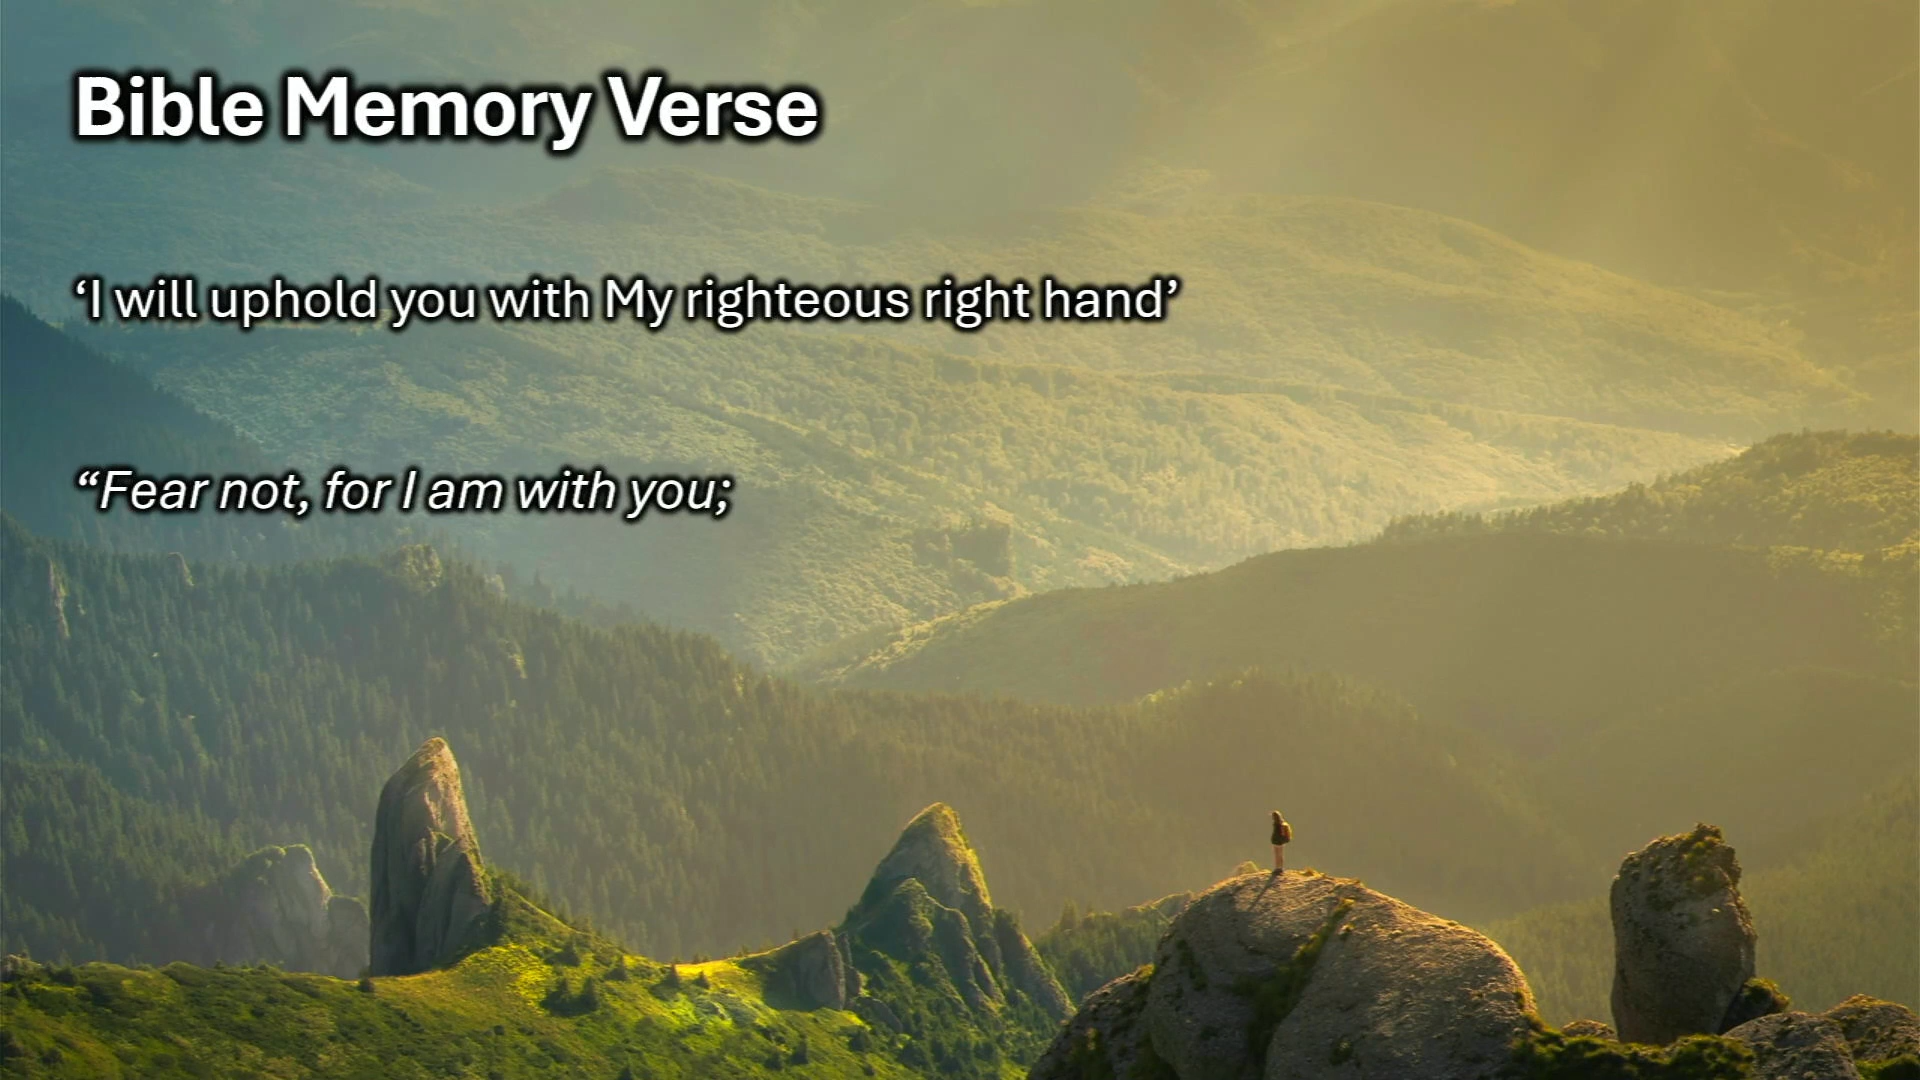 Bible Memory Verse
‘I will uphold you with My righteous right hand’
“Fear not, for I am with you;